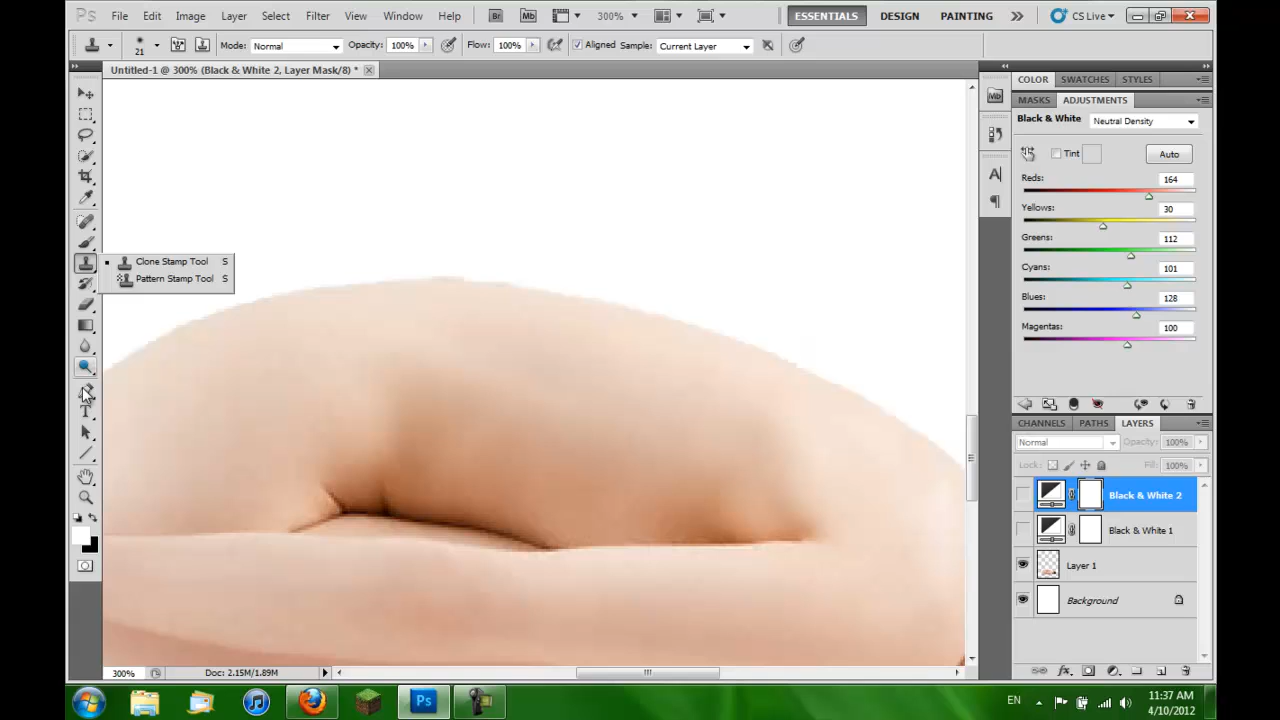 Ps File Edit Image Layer Select Filter Analysis View Window Help Br Mb 300% ESSENTIALS DESIGN PAINTING CS Live
21 Mode: Normal Opacity: 100% Flow: 100% Aligned Sample: Current Layer
Untitled-1 @ 300% (Black & White 2, Layer Mask/8) *
COLOR SWATCHES STYLES
MASKS ADJUSTMENTS
Black & White Neutral Density
Tint Auto
Reds: 164
Yellows: 30
Greens: 112
Cyans: 101
Blues: 128
Magentas: 100
Clone Stamp Tool S
Pattern Stamp Tool S
CHANNELS PATHS LAYERS
Normal Opacity: 100%
Lock: Fill: 100%
Black & White 2
Black & White 1
Layer 1
Background
300% Doc: 2.15M/1.89M
Ps EN 11:37 AM
4/10/2012